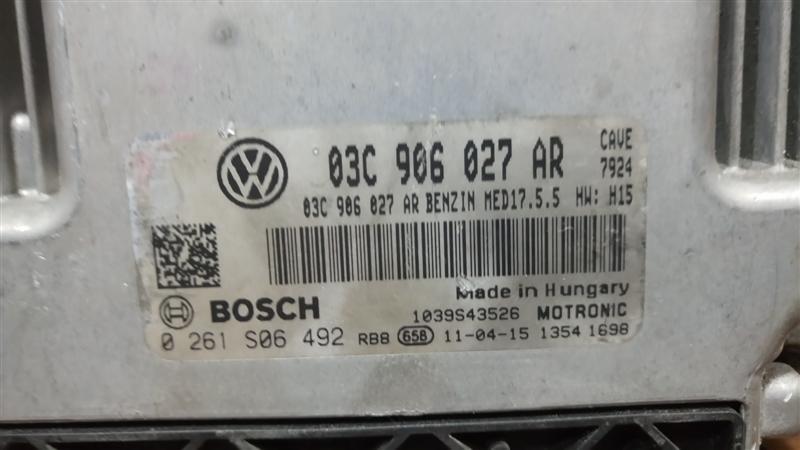 03C 906 027 AR CAVE
7924
03C 906 027 AR BENZIN MED17.5.5 HW: H15
Made in Hungary
BOSCH 1039S43526 MOTRONIC
0 261 S06 492 RB8 658 11-04-15 1354 1698